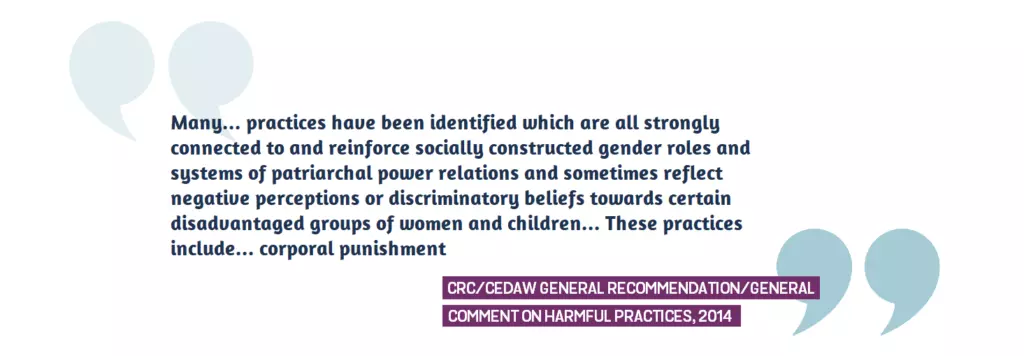 Many... practices have been identified which are all strongly
connected to and reinforce socially constructed gender roles and
systems of patriarchal power relations and sometimes reflect
negative perceptions or discriminatory beliefs towards certain
disadvantaged groups of women and children... These practices
include... corporal punishment
CRC/CEDAW GENERAL RECOMMENDATION/GENERAL
COMMENT ON HARMFUL PRACTICES, 2014